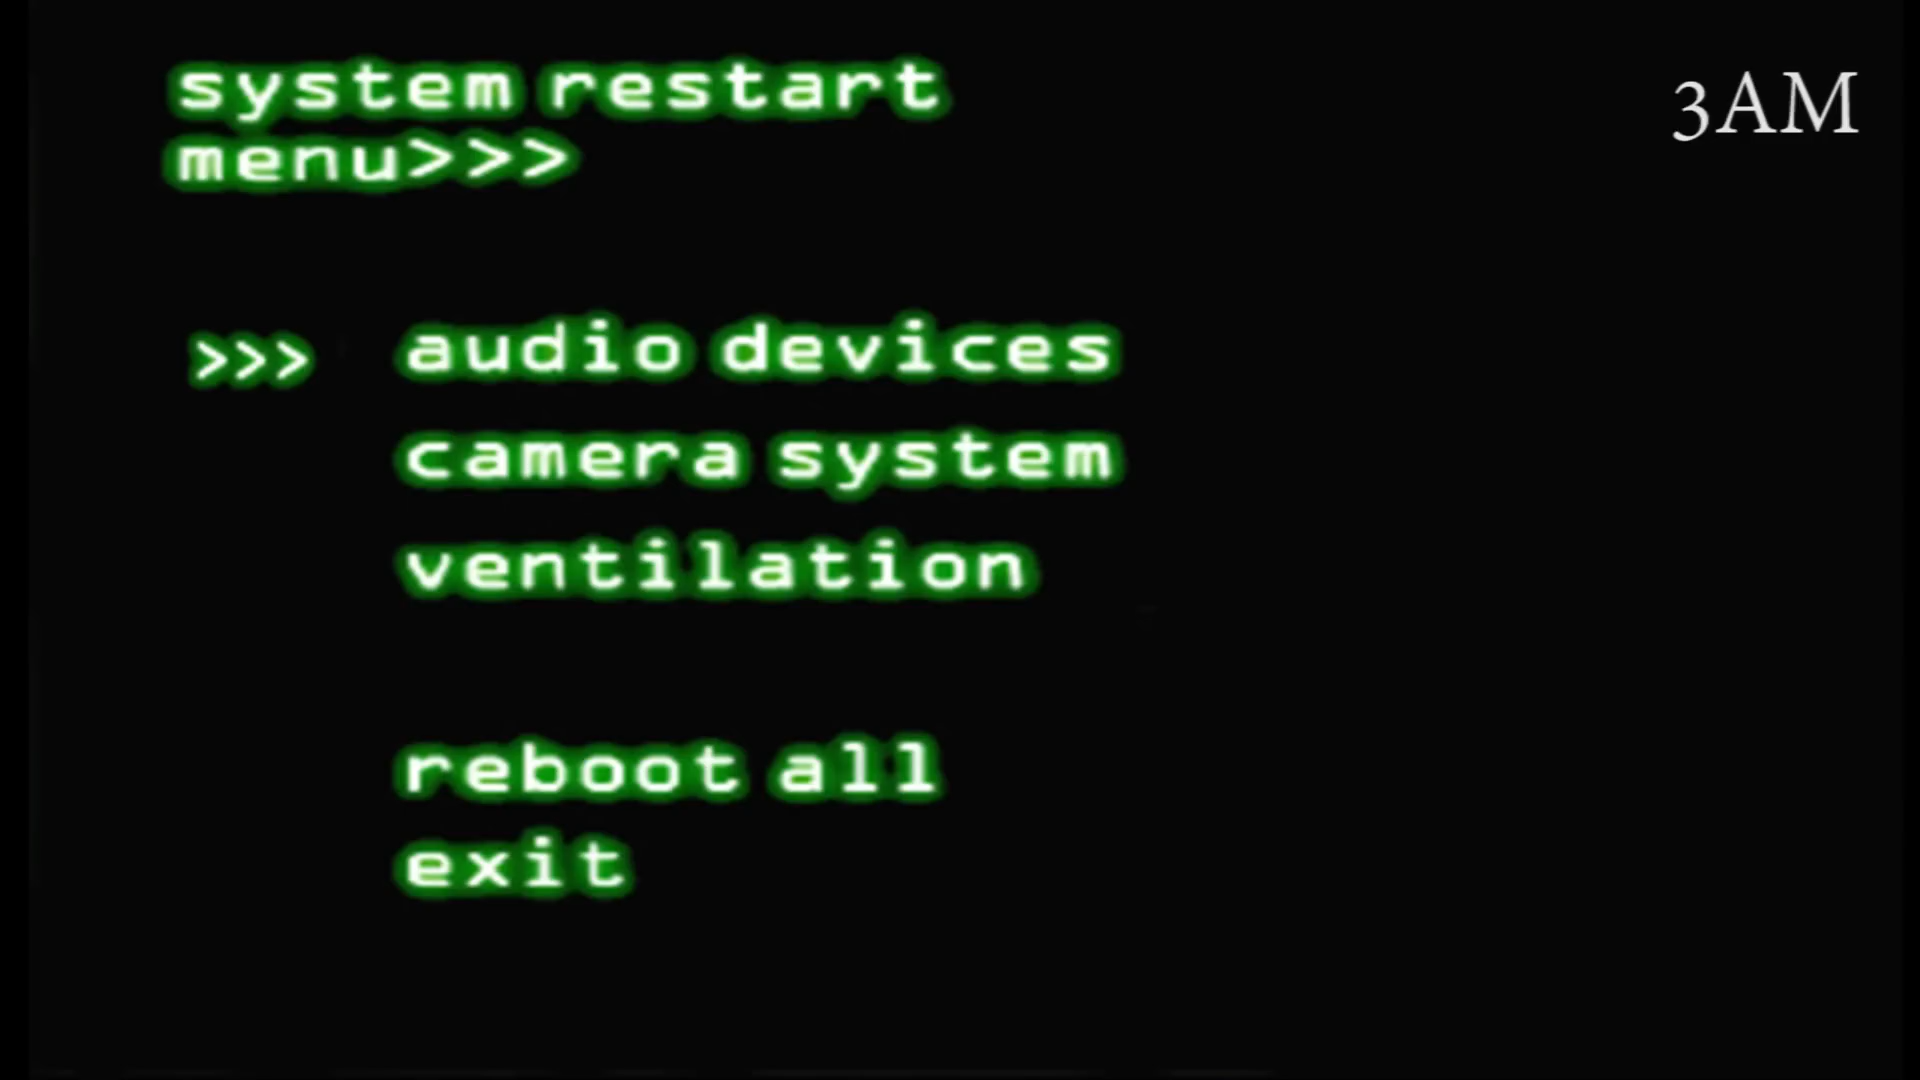 system restart
menu>>>
3AM
>>> audio devices
camera system
ventilation
reboot all
exit